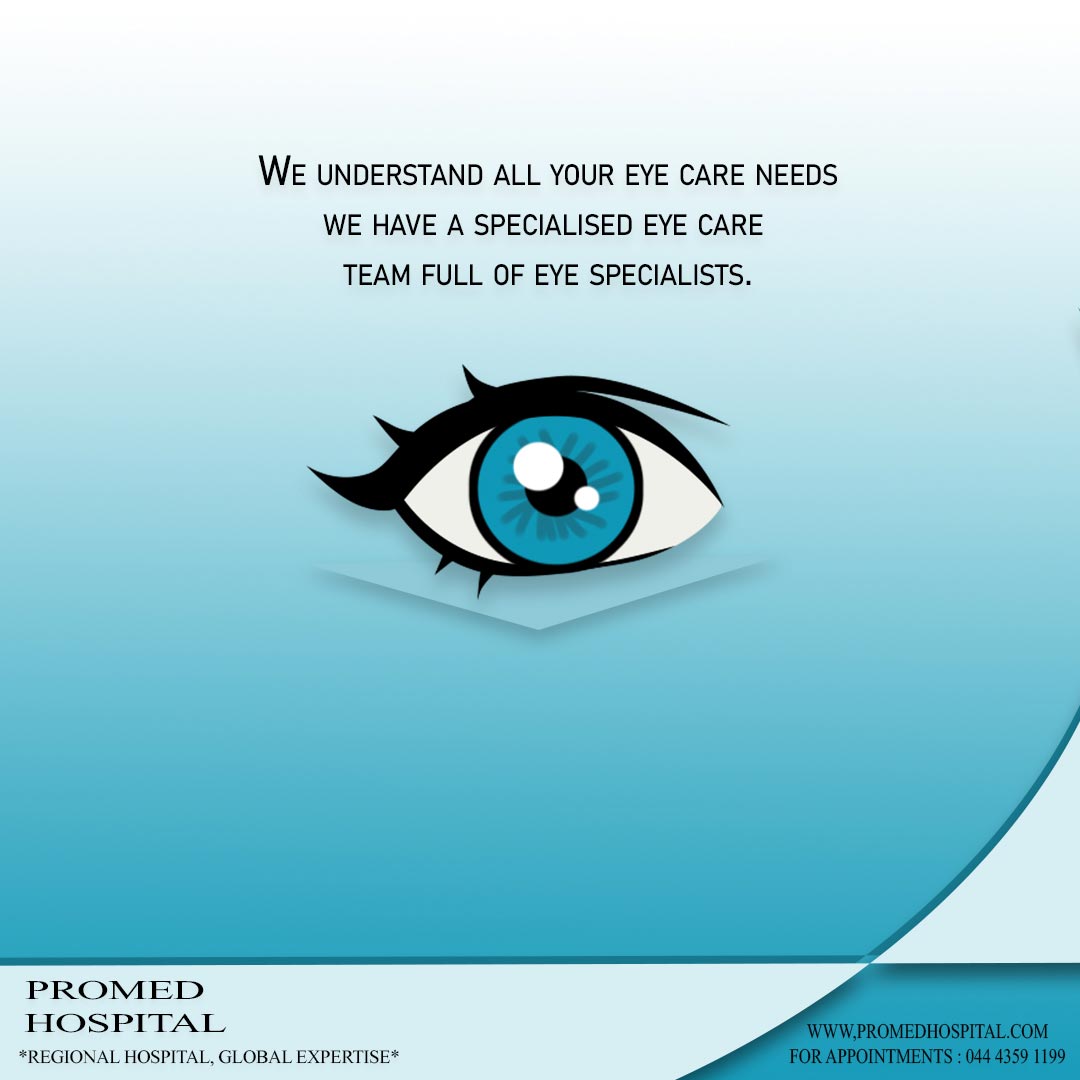 We understand all your eye care needs
we have a specialised eye care
team full of eye specialists.
PROMED
HOSPITAL
*REGIONAL HOSPITAL, GLOBAL EXPERTISE*
WWW,PROMEDHOSPITAL.COM
FOR APPOINTMENTS : 044 4359 1199